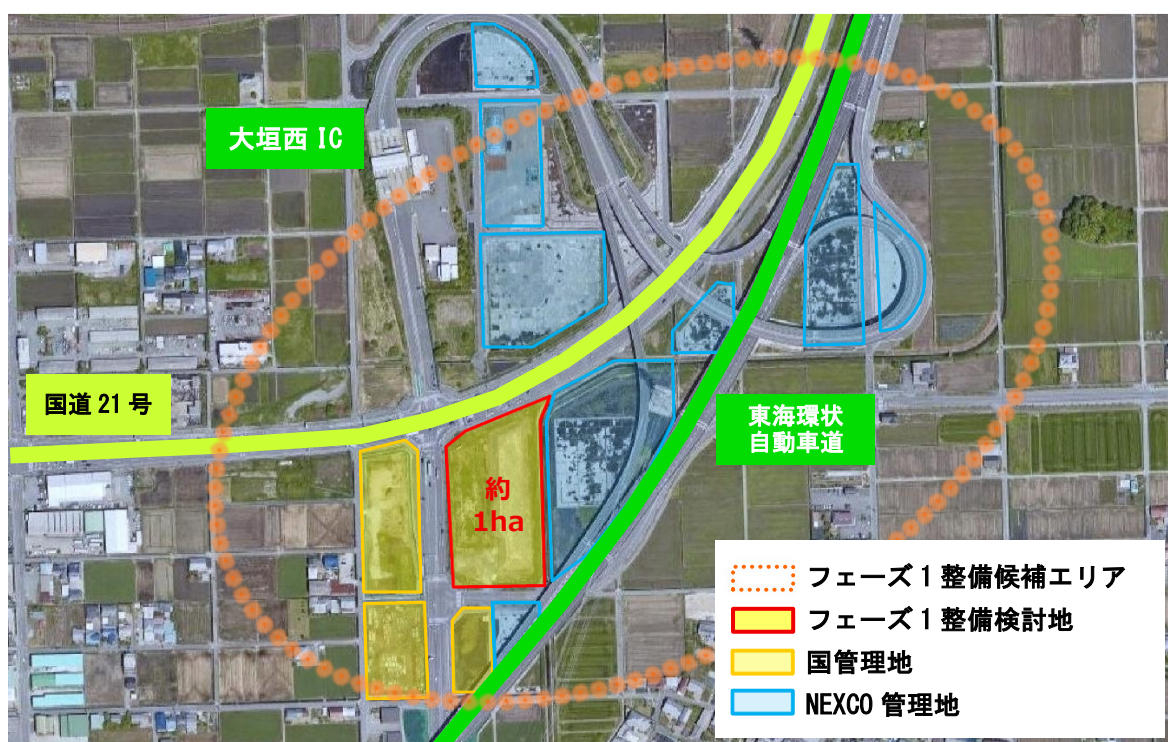 大垣西 IC
国道 21 号
東海環状
自動車道
約
1ha
フェーズ 1 整備候補エリア
フェーズ 1 整備検討地
国管理地
NEXCO 管理地